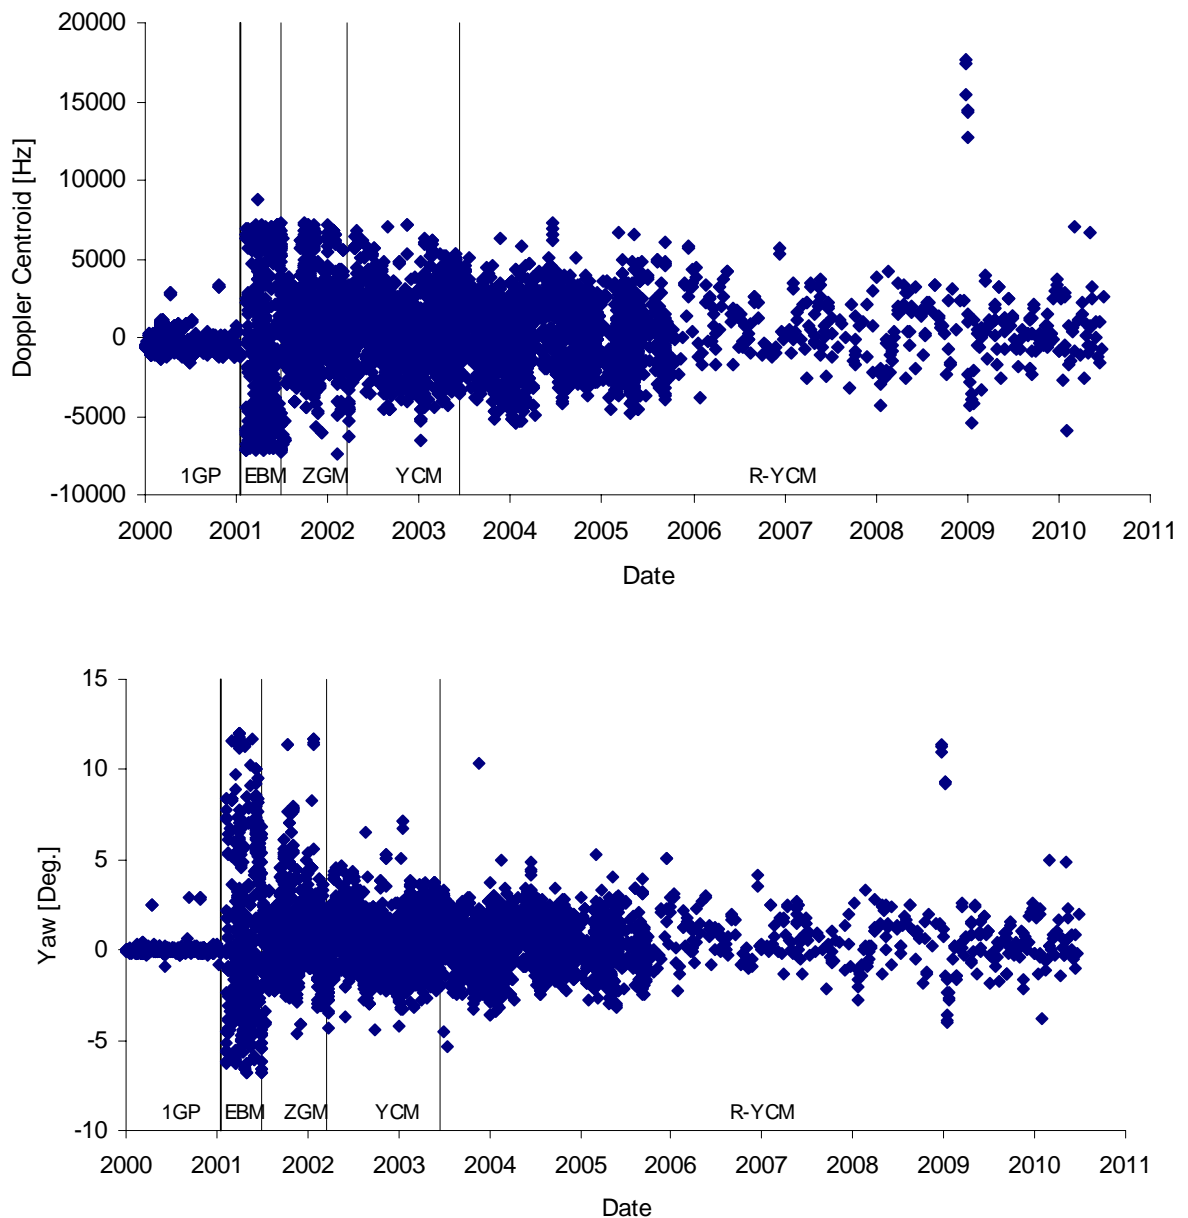 20000
15000
10000
5000
0
-5000
-10000
Doppler Centroid [Hz]
1GP EBM ZGM YCM R-YCM
2000 2001 2002 2003 2004 2005 2006 2007 2008 2009 2010 2011
Date
15
10
5
0
-5
-10
Yaw [Deg.]
1GP EBM ZGM YCM R-YCM
2000 2001 2002 2003 2004 2005 2006 2007 2008 2009 2010 2011
Date